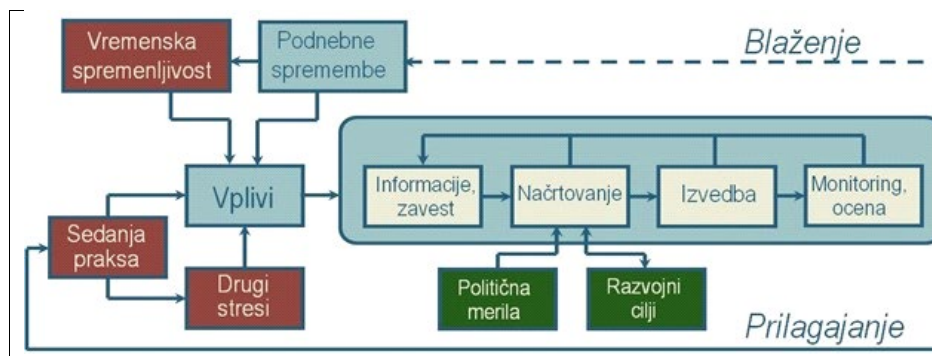 Vremenska
spremenljivost
Podnebne
spremembe
Blaženje
Vplivi
Informacije,
zavest
Načrtovanje
Izvedba
Monitoring,
ocena
Sedanja
praksa
Drugi
stresi
Politična
merila
Razvojni
cilji
Prilagajanje